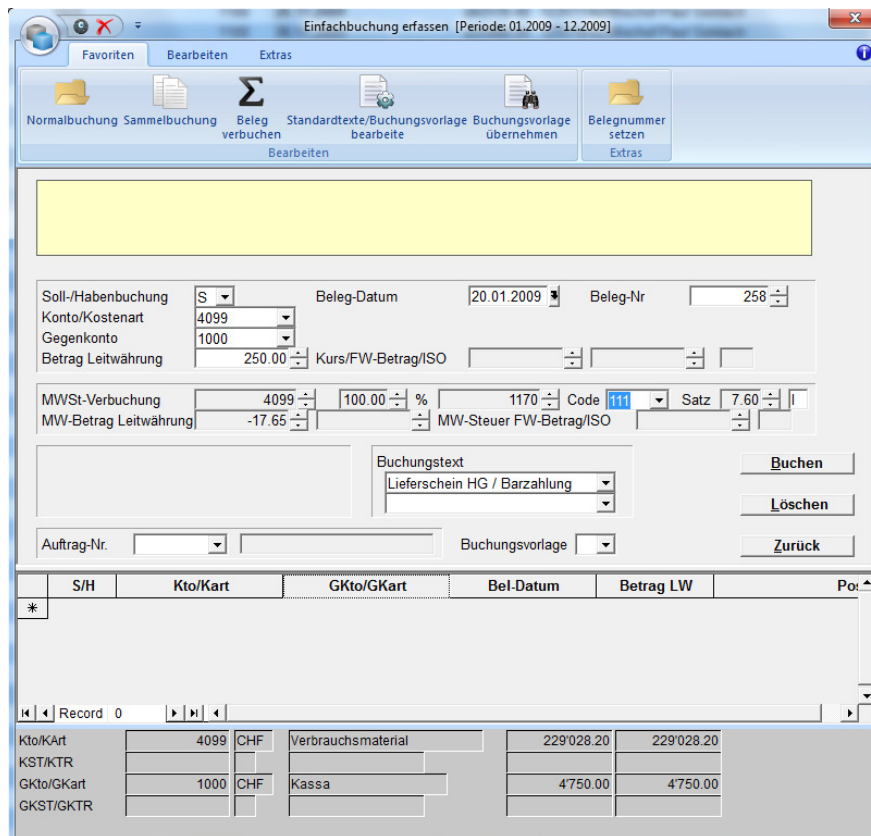 Einfachbuchung erfassen [Periode: 01.2009 - 12.2009]
Favoriten Bearbeiten Extras
Normalbuchung Sammelbuchung Beleg verbuchen Standardtexte/Buchungsvorlage bearbeite Buchungsvorlage übernehmen Belegnummer setzen
Bearbeiten Extras
Soll-/Habenbuchung S Beleg-Datum 20.01.2009 Beleg-Nr 258
Konto/Kostenart 4099
Gegenkonto 1000
Betrag Leitwährung 250.00 Kurs/FW-Betrag/ISO
MWSt-Verbuchung 4099 100.00 % 1170 Code 111 Satz 7.60 I
MW-Betrag Leitwährung -17.65 MW-Steuer FW-Betrag/ISO
Buchungstext
Lieferschein HG / Barzahlung
Buchen
Löschen
Auftrag-Nr. Buchungsvorlage Zurück
S/H Kto/Kart GKto/GKart Bel-Datum Betrag LW Pos
Record 0
Kto/KArt 4099 CHF Verbrauchsmaterial 229'028.20 229'028.20
KST/KTR
GKto/GKart 1000 CHF Kassa 4'750.00 4'750.00
GKST/GKTR